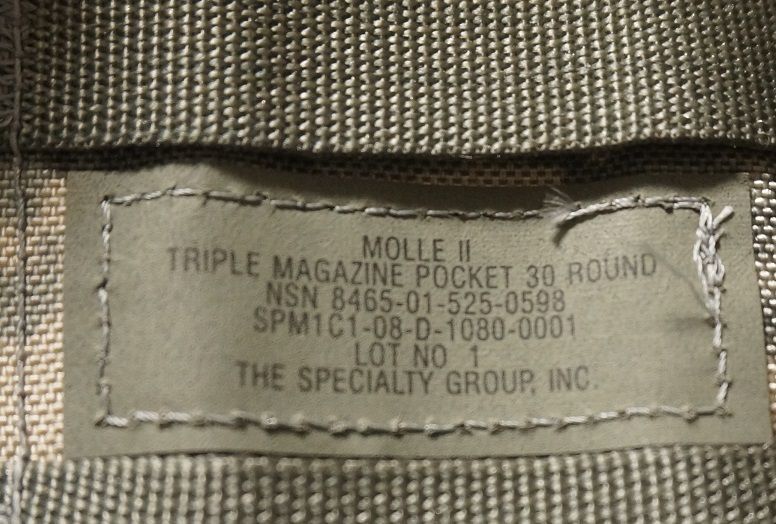 MOLLE II
TRIPLE MAGAZINE POCKET 30 ROUND
NSN 8465-01-525-0598
SPM1C1-08-D-1080-0001
LOT NO 1
THE SPECIALTY GROUP, INC.